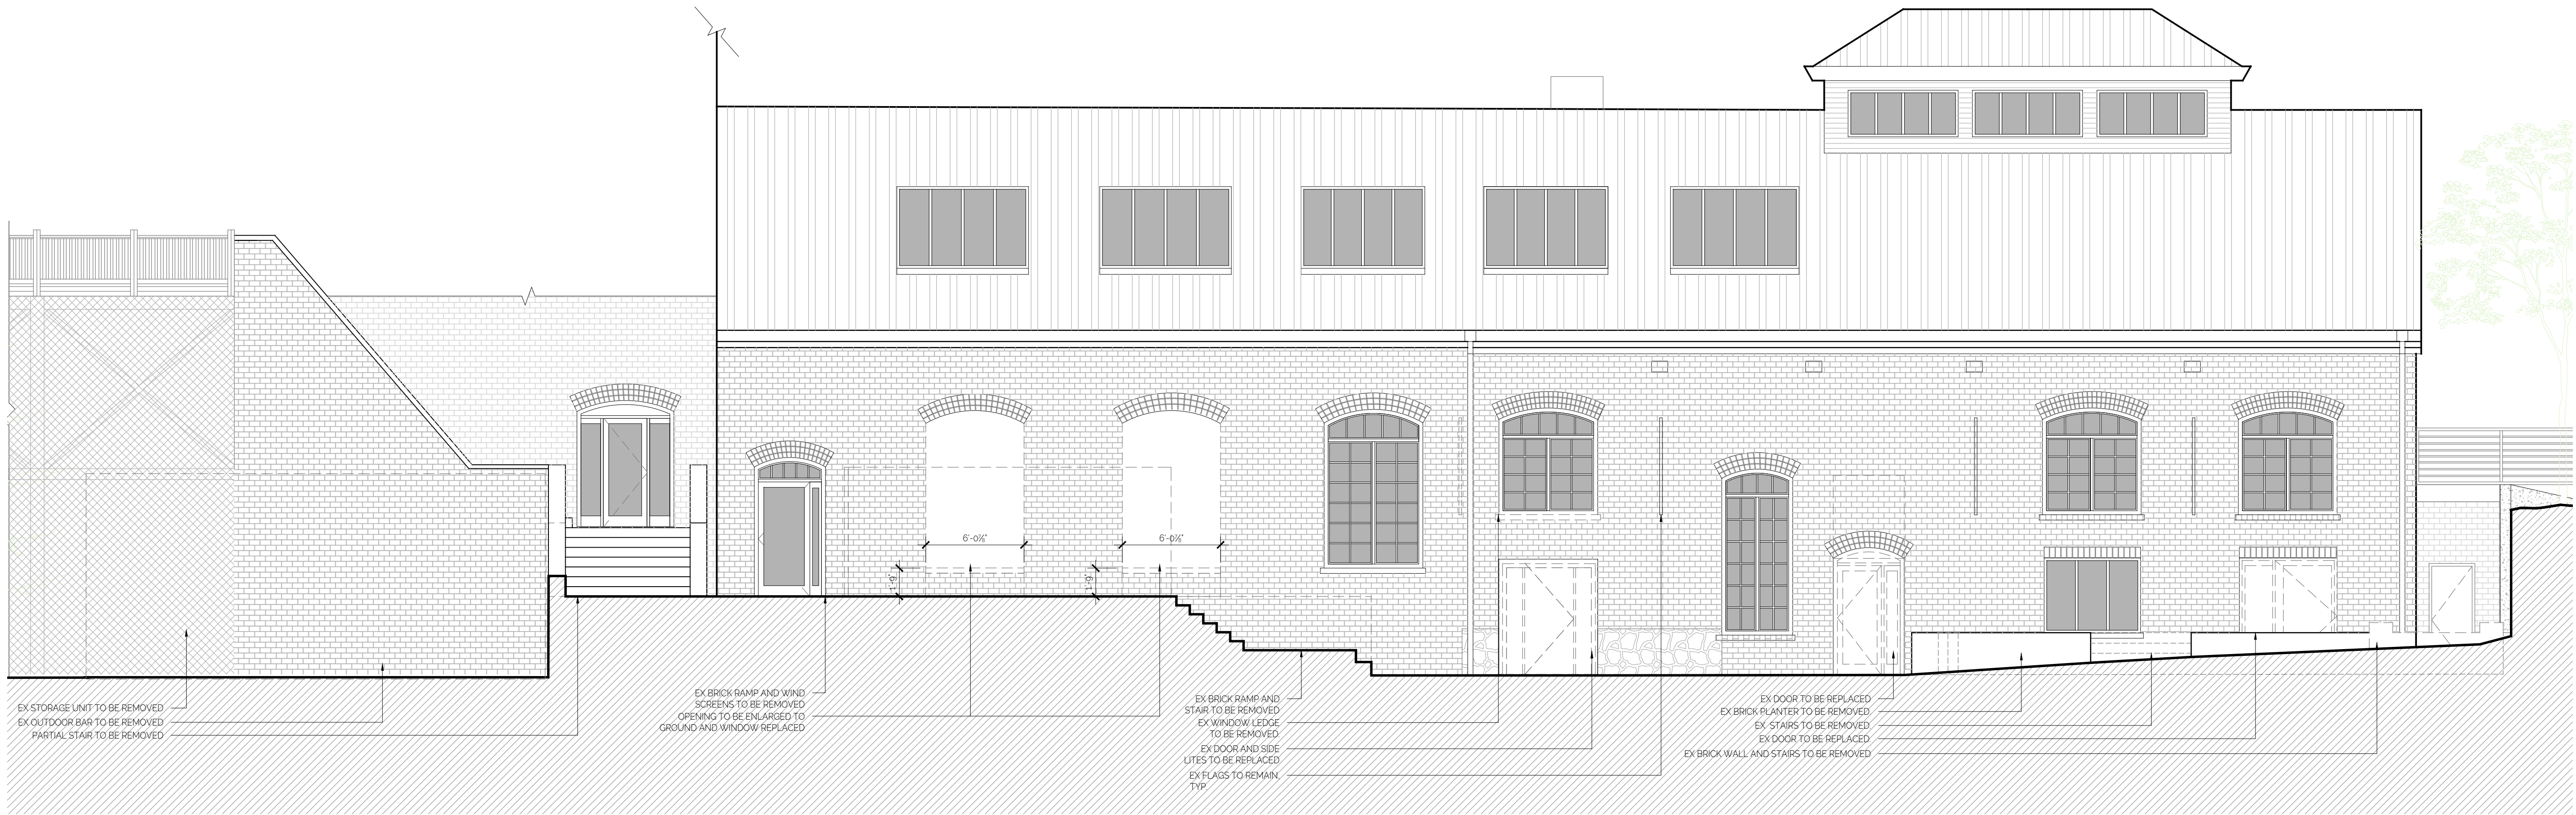 6'-0⅞"
6'-0⅞"
EX STORAGE UNIT TO BE REMOVED
EX OUTDOOR BAR TO BE REMOVED
PARTIAL STAIR TO BE REMOVED
EX BRICK RAMP AND WIND
SCREENS TO BE REMOVED
OPENING TO BE ENLARGED TO
GROUND AND WINDOW REPLACED
EX BRICK RAMP AND
STAIR TO BE REMOVED
EX WINDOW LEDGE
TO BE REMOVED.
EX DOOR AND SIDE
LITES TO BE REPLACED
EX FLAGS TO REMAIN,
TYP.
EX DOOR TO BE REPLACED
EX BRICK PLANTER TO BE REMOVED.
EX STAIRS TO BE REMOVED.
EX DOOR TO BE REPLACED.
EX BRICK WALL AND STAIRS TO BE REMOVED